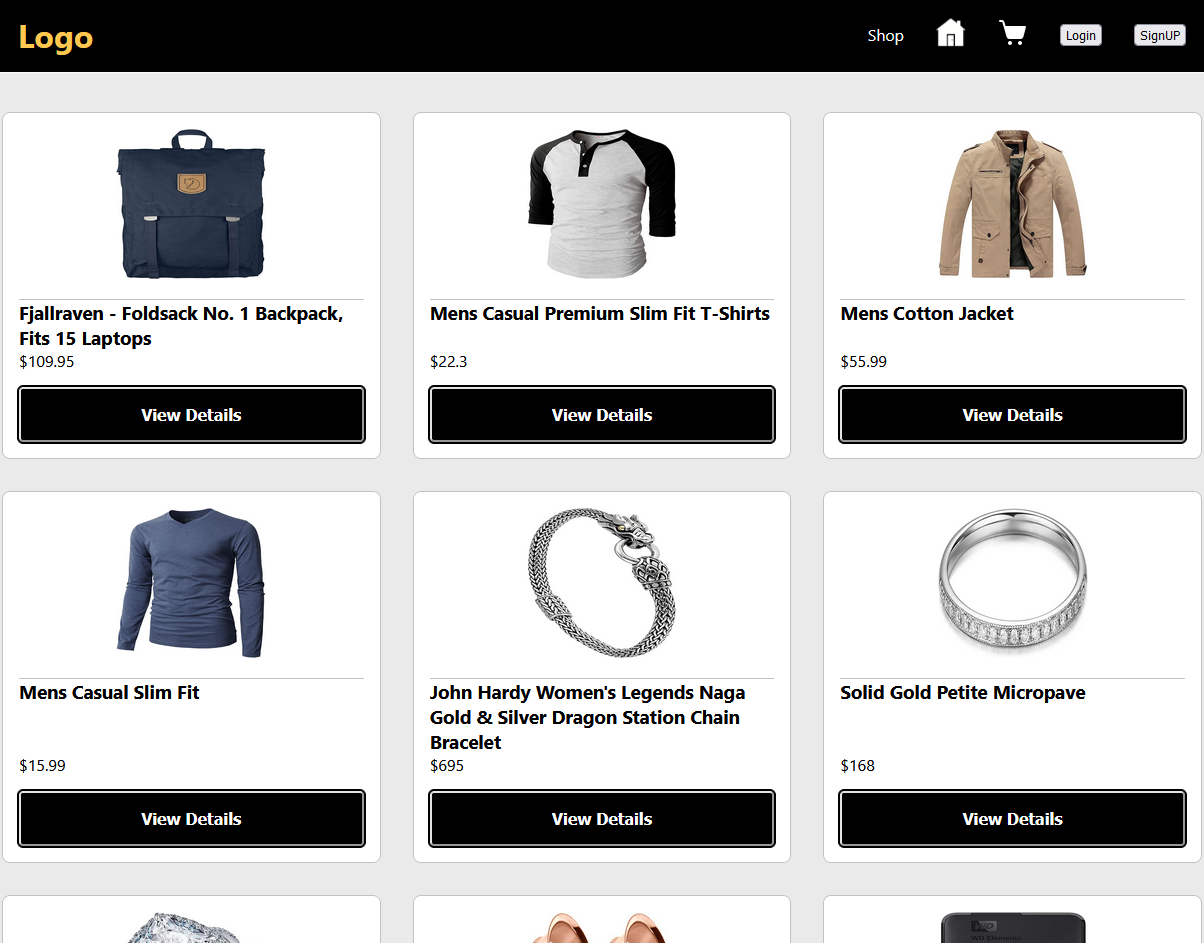 Logo
Shop
Login
SignUP
Fjallraven - Foldsack No. 1 Backpack,
Fits 15 Laptops
$109.95
View Details
Mens Casual Premium Slim Fit T-Shirts
$22.3
View Details
Mens Cotton Jacket
$55.99
View Details
Mens Casual Slim Fit
$15.99
View Details
John Hardy Women's Legends Naga
Gold & Silver Dragon Station Chain
Bracelet
$695
View Details
Solid Gold Petite Micropave
$168
View Details
WD
WD Elements